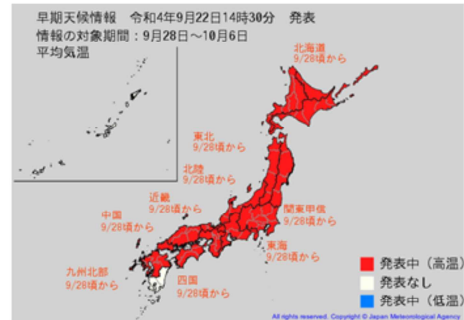 早期天候情報　令和4年9月22日14時30分　発表
情報の対象期間：9月28日～10月6日
平均気温
北海道
9/28頃から
東北
9/28頃から
北陸
9/28頃から
近畿
9/28頃から
中国
9/28頃から
関東甲信
9/28頃から
東海
9/28頃から
九州北部
9/28頃から
四国
9/28頃から
発表中（高温）
発表なし
発表中（低温）
All rights reserved. Copyright © Japan Meteorological Agency